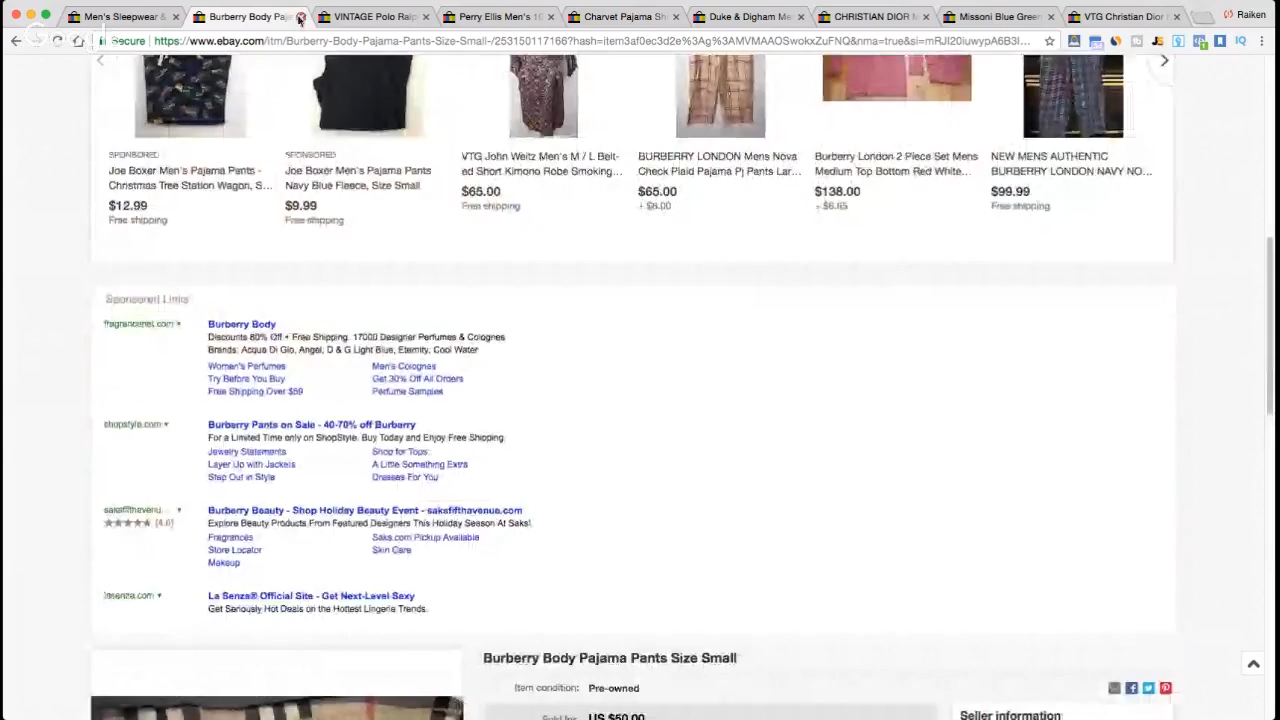 Men's Sleepwear &
Burberry Body Paja
VINTAGE Polo Ralp
Perry Ellis Men's 10
Charvet Pajama Sh
Duke & Digham Me
CHRISTIAN DIOR M
Missoni Blue Green
VTG Christian Dior
Raiken
Secure
https://www.ebay.com/itm/Burberry-Body-Pajama-Pants-Size-Small-/253150117166?hash=item3af0ec3d2e%3Ag%3AMVMAAOSwokxZuFNQ&nma=true&si=mRJI20iuwypA6B3l...
SPONSORED
Joe Boxer Men's Pajama Pants -
Christmas Tree Station Wagon, S...
$12.99
Free shipping
SPONSORED
Joe Boxer Men's Pajama Pants
Navy Blue Fleece, Size Small
$9.99
Free shipping
VTG John Weitz Men's M / L Belt-
ed Short Kimono Robe Smoking...
$65.00
Free shipping
BURBERRY LONDON Mens Nova
Check Plaid Pajama Pj Pants Lar...
$65.00
+ $8.00
Burberry London 2 Piece Set Mens
Medium Top Bottom Red White...
$138.00
+ $6.65
NEW MENS AUTHENTIC
BURBERRY LONDON NAVY NO...
$99.99
Free shipping
Sponsored Links
fragrancenet.com
Burberry Body
Discounts 80% Off + Free Shipping. 17000 Designer Perfumes & Colognes
Brands: Acqua Di Gio, Angel, D & G Light Blue, Eternity, Cool Water
Women's Perfumes
Men's Colognes
Try Before You Buy
Get 30% Off All Orders
Free Shipping Over $59
Perfume Samples
shopstyle.com
Burberry Pants on Sale - 40-70% off Burberry
For a Limited Time only on ShopStyle. Buy Today and Enjoy Free Shipping.
Jewelry Statements
Shop for Tops:
Layer Up with Jackets
A Little Something Extra
Step Out in Style
Dresses For You
saksfifthavenu...
(4.6)
Burberry Beauty - Shop Holiday Beauty Event - saksfifthavenue.com
Explore Beauty Products From Featured Designers This Holiday Season At Saks!
Fragrances
Saks.com Pickup Available
Store Locator
Skin Care
Makeup
lasenza.com
La Senza® Official Site - Get Next-Level Sexy
Get Seriously Hot Deals on the Hottest Lingerie Trends.
Burberry Body Pajama Pants Size Small
Item condition: Pre-owned
Sold for: US $50.00
Seller information